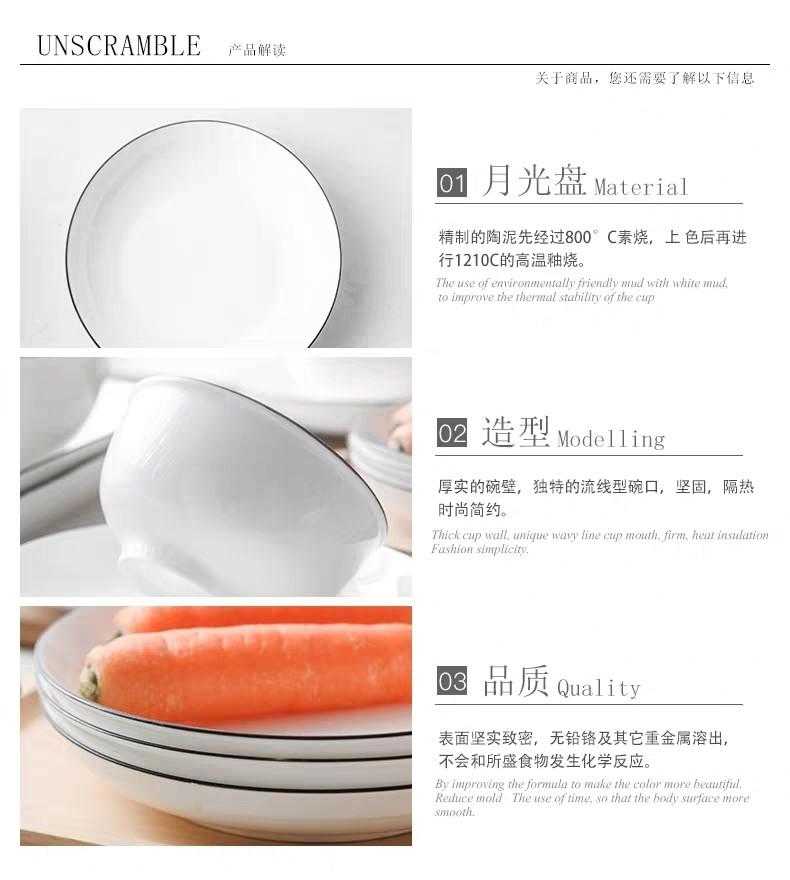 UNSCRAMBLE 产品解读
关于商品，您还需要了解以下信息
01 月光盘 Material
精制的陶泥先经过800°C素烧，上色后再进
行1210C的高温釉烧。
The use of environmentally friendly mud with white mud,
to improve the thermal stability of the cup
02 造型 Modelling
厚实的碗壁，独特的流线型碗口，坚固，隔热
时尚简约。
Thick cup wall, unique wavy line cup mouth, firm, heat insulation
Fashion simplicity.
03 品质 Quality
表面坚实致密，无铅铬及其它重金属溶出，
不会和所盛食物发生化学反应。
By improving the formula to make the color more beautiful.
Reduce mold The use of time, so that the body surface more
smooth.